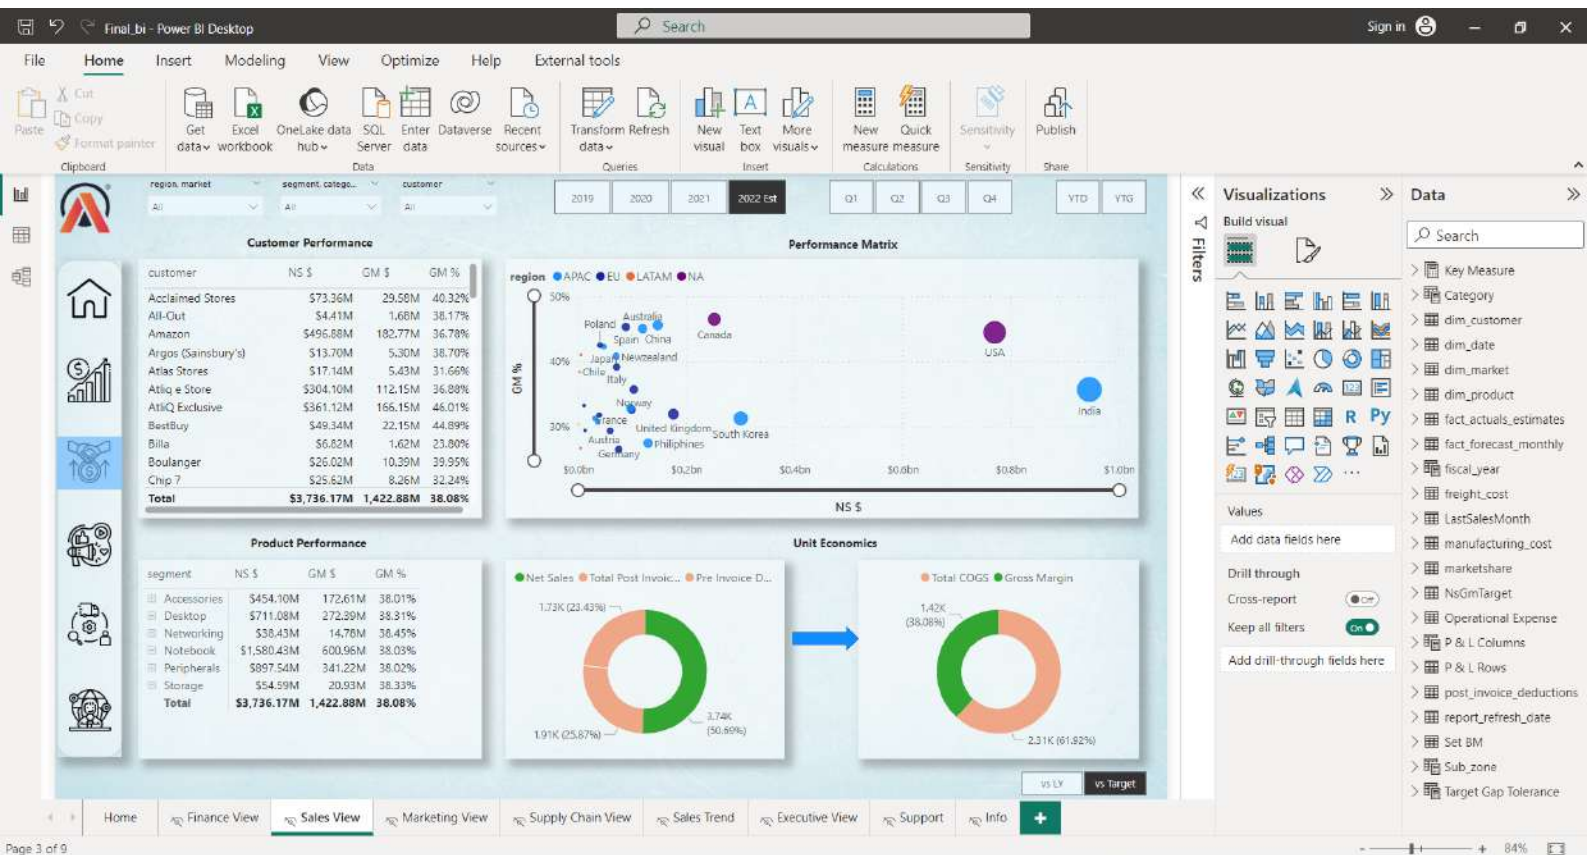 Final_bi - Power BI Desktop
Search
Sign in
File Home Insert Modeling View Optimize Help External tools
Paste
Cut
Copy
Format painter
Get data
Excel workbook
OneLake data hub
SQL Server
Enter data
Dataverse
Recent sources
Transform data
Refresh
New visual
Text box
More visuals
New measure
Quick measure
Sensitivity
Publish
Clipboard Data Queries Insert Calculations Sensitivity Share
region, market segment, catego... customer
All All All
2019 2020 2021 2022 Est Q1 Q2 Q3 Q4 YTD YTG
Customer Performance
customer NS $ GM $ GM %
Acclaimed Stores $73.36M 29.58M 40.32%
All-Out $4.41M 1.68M 38.17%
Amazon $496.88M 182.77M 36.78%
Argos (Sainsbury's) $13.70M 5.30M 38.70%
Atlas Stores $17.14M 5.43M 31.66%
Atliq e Store $304.10M 112.15M 36.88%
AtliQ Exclusive $361.12M 166.15M 46.01%
BestBuy $49.34M 22.15M 44.89%
Billa $6.82M 1.62M 23.80%
Boulanger $26.02M 10.39M 39.95%
Chip 7 $25.62M 8.26M 32.24%
Total $3,736.17M 1,422.88M 38.08%
Performance Matrix
region APAC EU LATAM NA
GM %
50%
40%
30%
Poland
Australia
Spain
China
Canada
USA
Japan
Newzealand
Chile
Italy
Norway
India
France
United Kingdom
South Korea
Austria
Philiphines
Germany
$0.0bn $0.2bn $0.4bn $0.6bn $0.8bn $1.0bn
NS $
Product Performance
segment NS $ GM $ GM %
Accessories $454.10M 172.61M 38.01%
Desktop $711.08M 272.39M 38.31%
Networking $38.43M 14.78M 38.45%
Notebook $1,580.43M 600.96M 38.03%
Peripherals $897.54M 341.22M 38.02%
Storage $54.59M 20.93M 38.33%
Total $3,736.17M 1,422.88M 38.08%
Unit Economics
Net Sales Total Post Invoic... Pre Invoice D...
1.73K (23.43%)
1.91K (25.87%)
3.74K
(50.69%)
Total COGS Gross Margin
1.42K
(38.08%)
2.31K (61.92%)
vs LY vs Target
Filters
Visualizations
Build visual
R Py
123
Values
Add data fields here
Drill through
Cross-report Off
Keep all filters On
Add drill-through fields here
Data
Search
Key Measure
Category
dim_customer
dim_date
dim_market
dim_product
fact_actuals_estimates
fact_forecast_monthly
fiscal_year
freight_cost
LastSalesMonth
manufacturing_cost
marketshare
NsGmTarget
Operational Expense
P & L Columns
P & L Rows
post_invoice_deductions
report_refresh_date
Set BM
Sub_zone
Target Gap Tolerance
Home Finance View Sales View Marketing View Supply Chain View Sales Trend Executive View Support Info
Page 3 of 9
84%